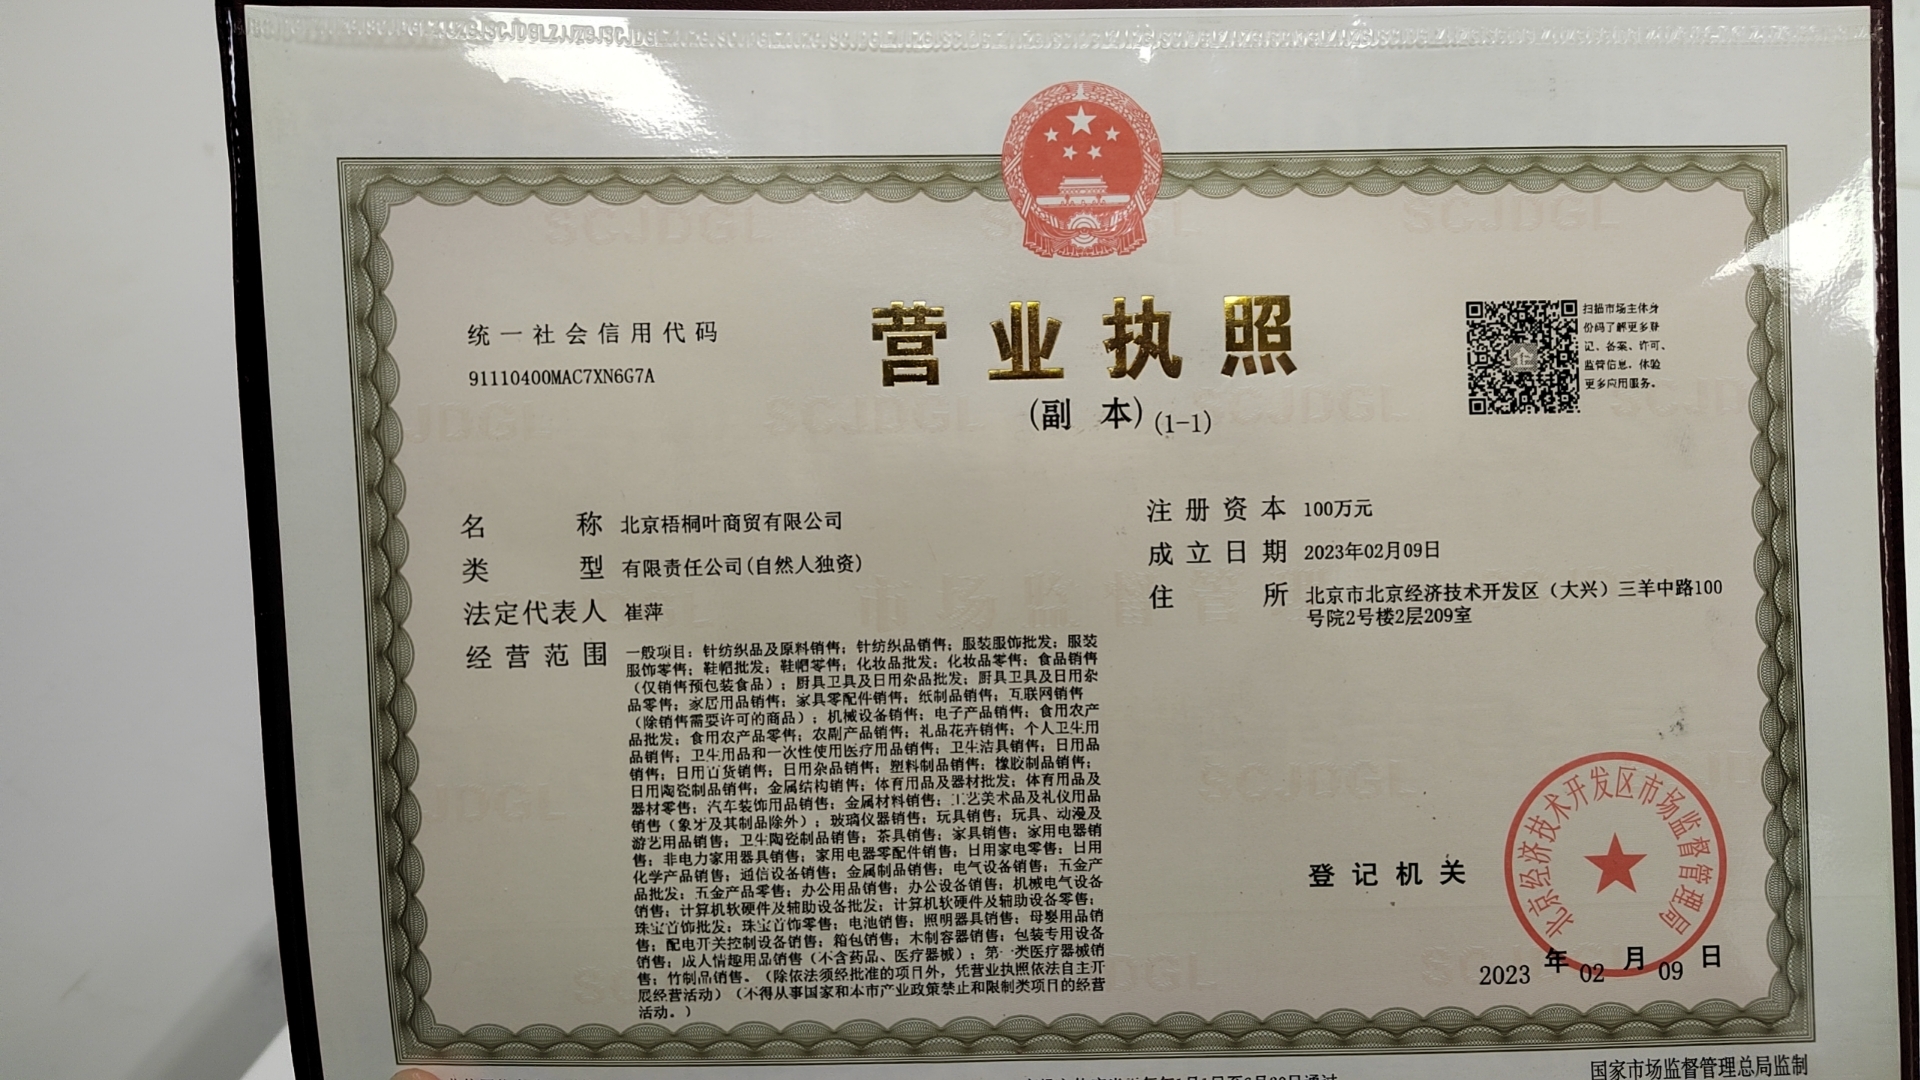 营业执照
(副 本)(1-1)
统一社会信用代码
91110400MAC7XN6G7A
扫描市场主体身
份码了解更多登
记、备案、许可、
监管信息,体验
更多应用服务。
名 称 北京梧桐叶商贸有限公司
类 型 有限责任公司(自然人独资)
法定代表人 崔萍
经营范围 一般项目:针纺织品及原料销售;针纺织品销售;服装服饰批发;服装
服饰零售;鞋帽批发;鞋帽零售;化妆品批发;化妆品零售;食品销售
(仅销售预包装食品);厨具卫具及日用杂品批发;厨具卫具及日用杂
品零售;家居用品销售;家具零配件销售;纸制品销售;互联网销售
(除销售需要许可的商品);机械设备销售;电子产品销售;食用农产
品批发;食用农产品零售;农副产品销售;礼品花卉销售;个人卫生用
品销售;卫生用品和一次性使用医疗用品销售;卫生洁具销售;日用品
销售;日用百货销售;日用杂品销售;塑料制品销售;橡胶制品销售;
日用陶瓷制品销售;金属结构销售;体育用品及器材批发;体育用品及
器材零售;汽车装饰用品销售;金属材料销售;工艺美术品及礼仪用品
销售(象牙及其制品除外);玻璃仪器销售;玩具销售;玩具、动漫及
游艺用品销售;卫生陶瓷制品销售;茶具销售;家具销售;家用电器销
售;非电力家用器具销售;家用电器零配件销售;日用家电零售;日用
化学产品销售;通信设备销售;金属制品销售;电气设备销售;五金产
品批发;五金产品零售;办公用品销售;办公设备销售;机械电气设备
销售;计算机软硬件及辅助设备批发;计算机软硬件及辅助设备零售;
珠宝首饰批发;珠宝首饰零售;电池销售;照明器具销售;母婴用品销
售;配电开关控制设备销售;箱包销售;木制容器销售;包装专用设备
销售;成人情趣用品销售(不含药品、医疗器械);第一类医疗器械销
售;竹制品销售。(除依法须经批准的项目外,凭营业执照依法自主开
展经营活动)(不得从事国家和本市产业政策禁止和限制类项目的经营
活动。)
注册资本 100万元
成立日期 2023年02月09日
住 所 北京市北京经济技术开发区(大兴)三羊中路100
号院2号楼2层209室
登记机关
北京经济技术开发区市场监督管理局
2023 年 02 月 09 日
国家市场监督管理总局监制